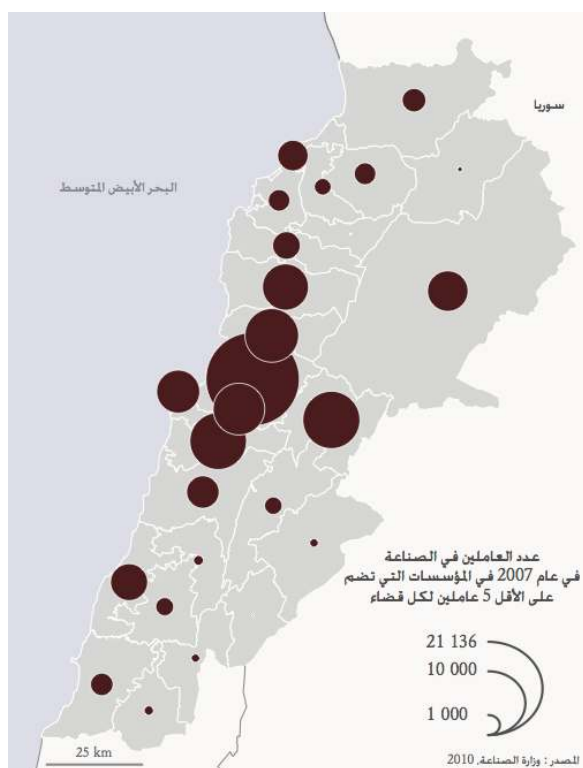 سوريا
البحر الأبيض المتوسط
عدد العاملين في الصناعة
في عام 2007 في المؤسسات التي تضم
على الأقل 5 عاملين لكل قضاء
21 136
10 000
1 000
25 km
المصدر : وزارة الصناعة, 2010